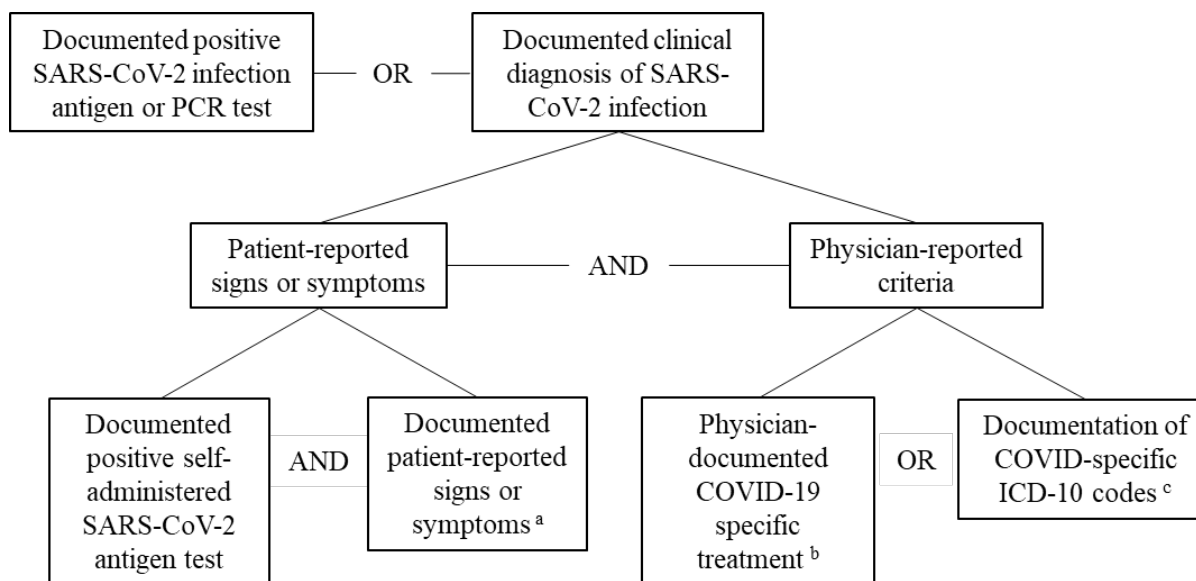 Documented positive
SARS-CoV-2 infection
antigen or PCR test
OR
Documented clinical
diagnosis of SARS-
CoV-2 infection
Patient-reported
signs or symptoms
AND
Physician-reported
criteria
Documented
positive self-
administered
SARS-CoV-2
antigen test
AND
Documented
patient-reported
signs or
symptoms a
Physician-
documented
COVID-19
specific
treatment b
OR
Documentation of
COVID-specific
ICD-10 codes c